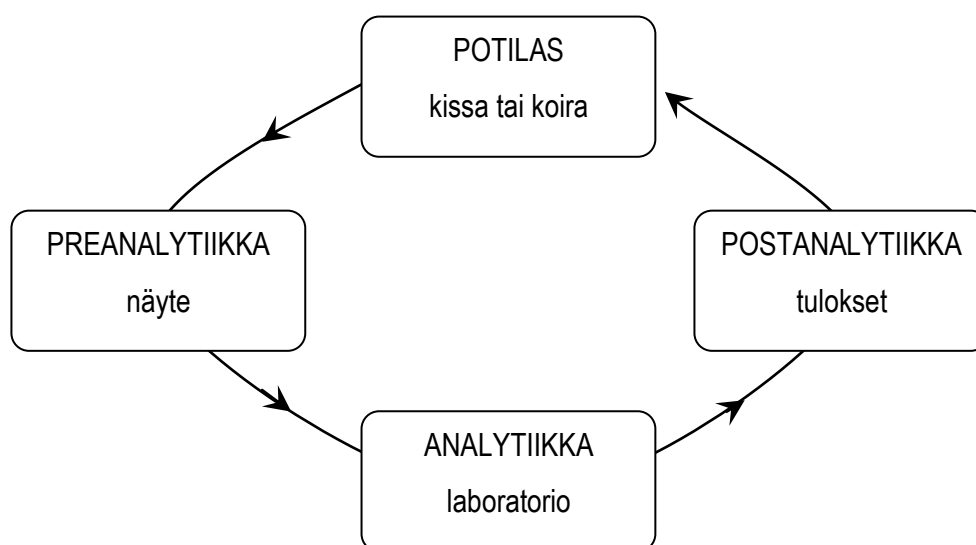 POTILAS
kissa tai koira
PREANALYTIIKKA
näyte
POSTANALYTIIKKA
tulokset
ANALYTIIKKA
laboratorio